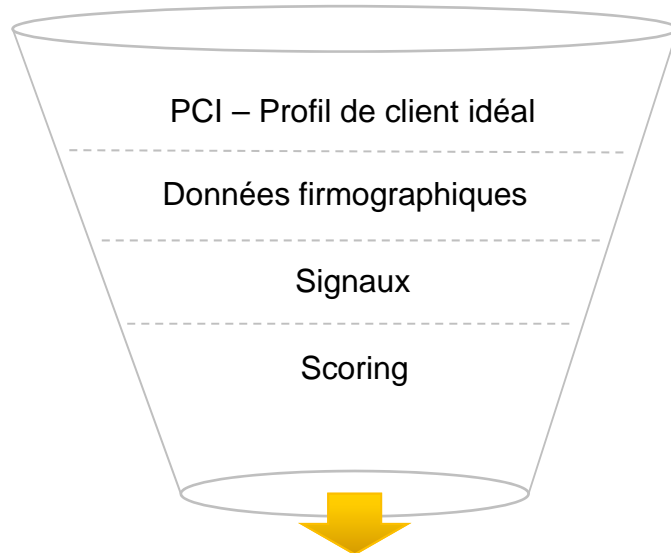 PCI – Profil de client idéal
Données firmographiques
Signaux
Scoring